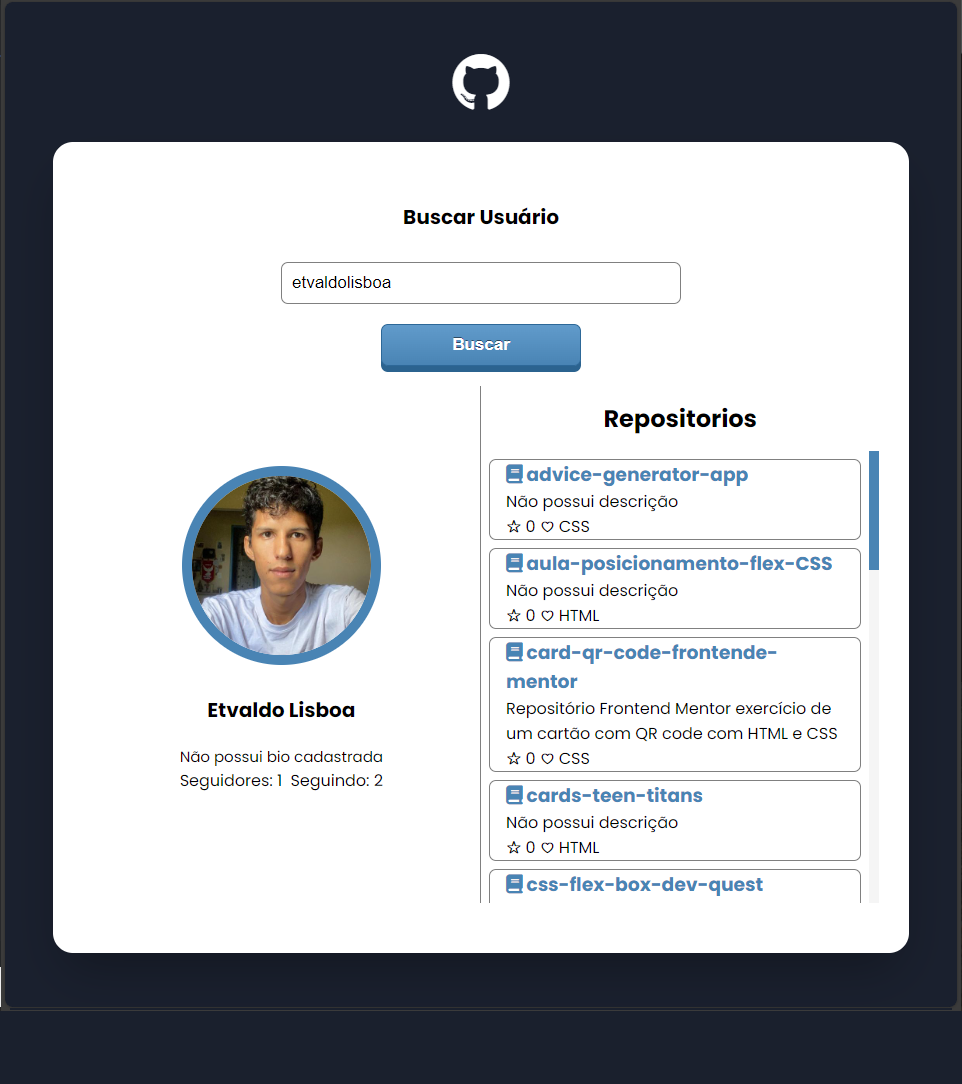 Buscar Usuário
etvaldolisboa
Buscar
Etvaldo Lisboa
Não possui bio cadastrada
Seguidores: 1 Seguindo: 2
Repositorios
advice-generator-app
Não possui descrição
0 CSS
aula-posicionamento-flex-CSS
Não possui descrição
0 HTML
card-qr-code-frontende-
mentor
Repositório Frontend Mentor exercício de
um cartão com QR code com HTML e CSS
0 CSS
cards-teen-titans
Não possui descrição
0 HTML
css-flex-box-dev-quest